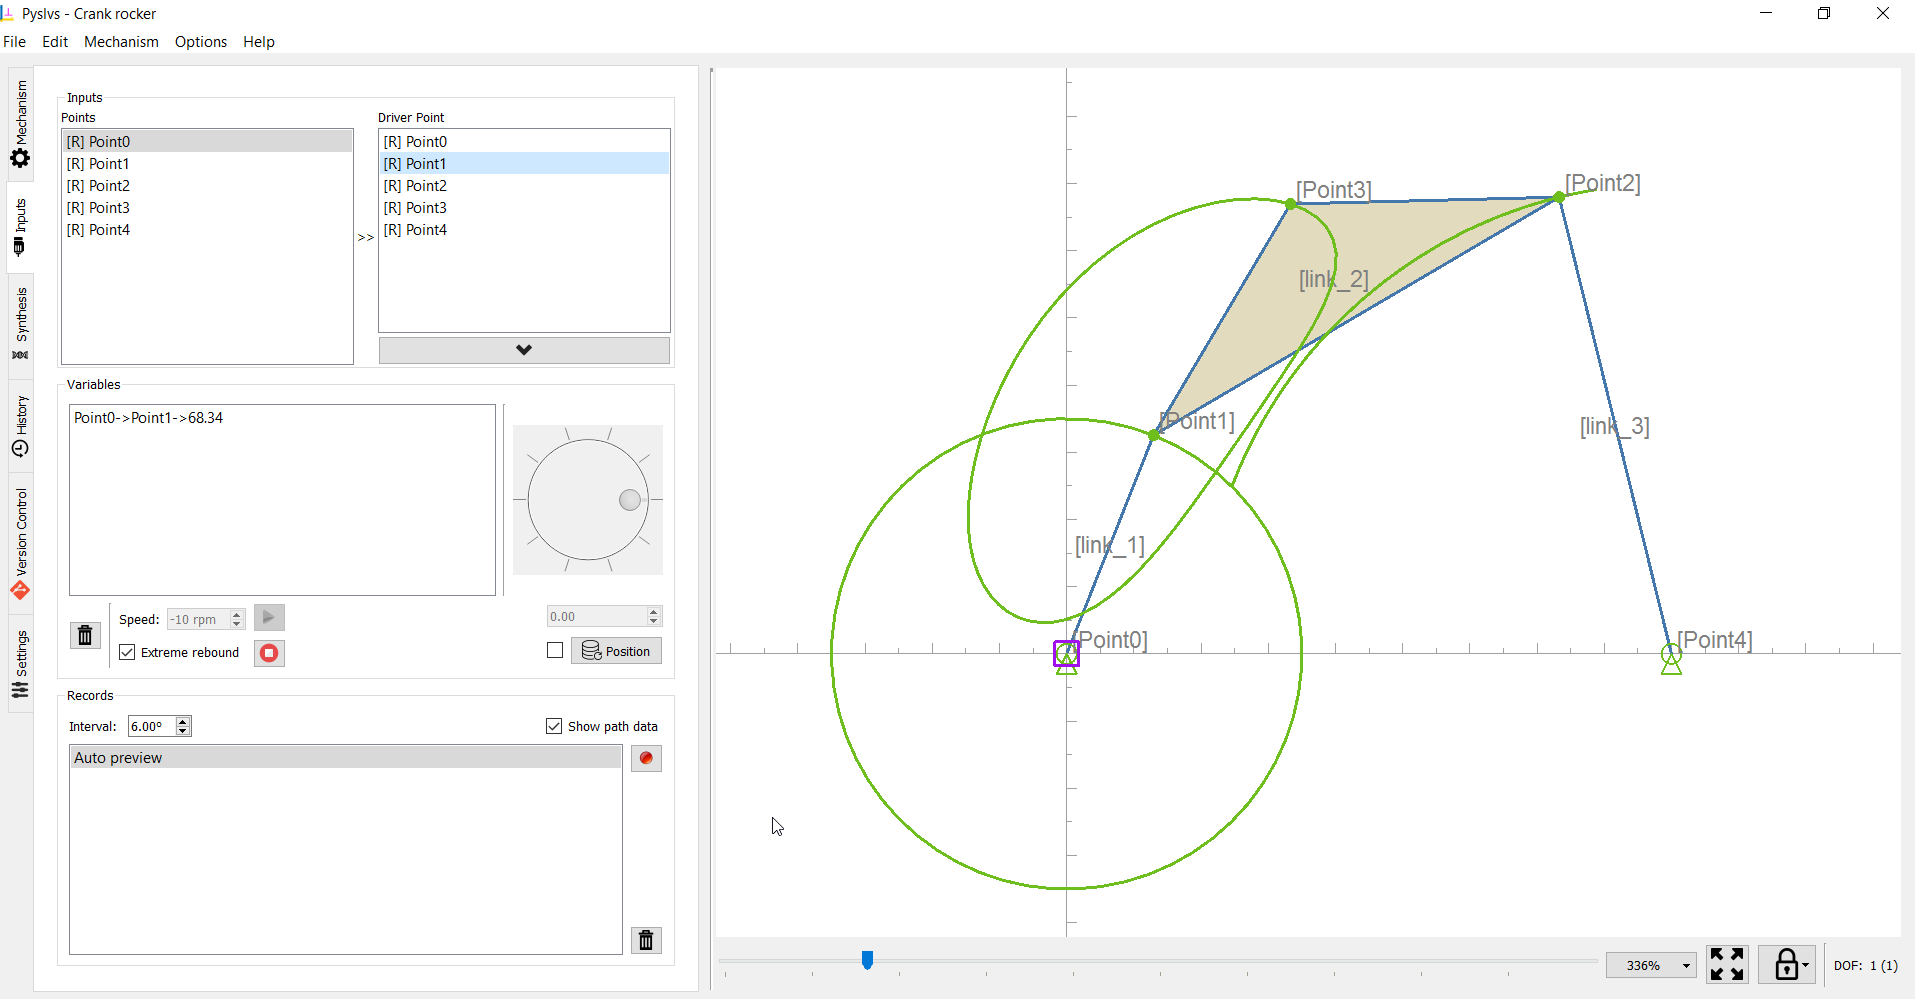 Pyslvs - Crank rocker
File Edit Mechanism Options Help
Mechanism
Inputs
Synthesis
History
Version Control
Settings
Inputs
Points
[R] Point0
[R] Point1
[R] Point2
[R] Point3
[R] Point4
>>
Driver Point
[R] Point0
[R] Point1
[R] Point2
[R] Point3
[R] Point4
Variables
Point0->Point1->68.34
Speed: -10 rpm
Extreme rebound
0.00
Position
Records
Interval: 6.00º
Show path data
Auto preview
[Point3]
[Point2]
[link_2]
[Point1]
[link_3]
[link_1]
[Point0]
[Point4]
336%
DOF: 1 (1)